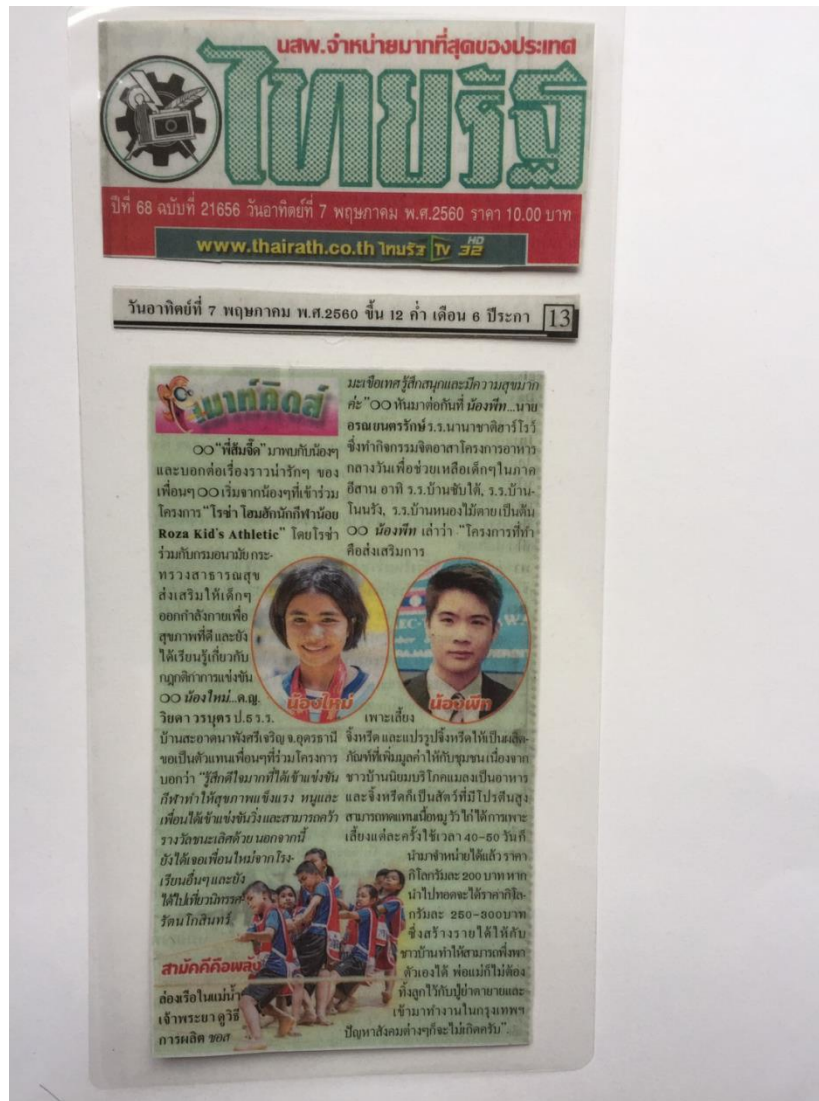 นสพ.จำหน่ายมากที่สุดของประเทศ
ไทยรัฐ
ปีที่ 68 ฉบับที่ 21656 วันอาทิตย์ที่ 7 พฤษภาคม พ.ศ.2560 ราคา 10.00 บาท
www.thairath.co.th ไทยรัฐ TV HD 32
วันอาทิตย์ที่ 7 พฤษภาคม พ.ศ.2560 ขึ้น 12 ค่ำ เดือน 6 ปีระกา 13
เมาท์คิดส์
○○ “พี่ส้มจี๊ด” มาพบกับน้องๆ
และบอกต่อเรื่องราวน่ารักๆ ของ
เพื่อนๆ ○○ เริ่มจากน้องๆที่เข้าร่วม
โครงการ “โรซ่า โฮมฮักนักกีฬาน้อย
Roza Kid's Athletic” โดยโรซ่า
ร่วมกับกรมอนามัย กระ-
ทรวงสาธารณสุข
ส่งเสริมให้เด็กๆ
ออกกำลังกายเพื่อ
สุขภาพที่ดี และยัง
ได้เรียนรู้เกี่ยวกับ
กฎกติกาการแข่งขัน
○○ น้องใหม่...ด.ญ.
วิยดา วรบุตร ป.5 ร.ร.
บ้านสะอาดนาพังศรีเจริญ จ.อุดรธานี
ขอเป็นตัวแทนเพื่อนๆที่ร่วมโครงการ
บอกว่า “รู้สึกดีใจมากที่ได้เข้าแข่งขัน
กีฬาทำให้สุขภาพแข็งแรง หนูและ
เพื่อนได้เข้าแข่งขันวิ่งและสามารถคว้า
รางวัลชนะเลิศด้วย นอกจากนี้
ยังได้เจอเพื่อนใหม่จากโรง-
เรียนอื่นๆ และยัง
ได้ไปเที่ยวนิทรรศ
รัตนโกสินทร์
สามัคคีคือพลัง
ล่องเรือในแม่น้ำ
เจ้าพระยา ดูวิธี
การผลิต ซอส
มะเขือเทศ รู้สึกสนุกและมีความสุขมาก
ค่ะ” ○○ หันมาต่อกันที่ น้องพีท...นาย
อรณ ยนตรรักษ์ ร.ร.นานาชาติฮาร์โรว์
ซึ่งทำกิจกรรมจิตอาสาโครงการอาหาร
กลางวันเพื่อช่วยเหลือเด็กๆในภาค
อีสาน อาทิ ร.ร.บ้านซับใต้, ร.ร.บ้าน-
โนนรัง, ร.ร.บ้านหนองไม้ตายเป็นต้น
○○ น้องพีท เล่าว่า “โครงการที่ทำ
คือส่งเสริมการ
น้องใหม่
น้องพีท
เพาะเลี้ยง
จิ้งหรีด และแปรรูปจิ้งหรีดให้เป็นผลิต-
ภัณฑ์ที่เพิ่มมูลค่าให้กับชุมชน เนื่องจาก
ชาวบ้านนิยมบริโภคแมลงเป็นอาหาร
และจิ้งหรีดก็เป็นสัตว์ที่มีโปรตีนสูง
สามารถทดแทนเนื้อหมู วัว ไก่ ได้ การเพาะ
เลี้ยงแต่ละครั้งใช้เวลา 40-50 วันก็
นำมาจำหน่ายได้แล้ว ราคา
กิโลกรัมละ 200 บาท หาก
นำไปทอดจะได้ราคากิโล-
กรัมละ 250-300บาท
ซึ่งสร้างรายได้ให้กับ
ชาวบ้านทำให้สามารถพึ่งพา
ตัวเองได้ พ่อแม่ก็ไม่ต้อง
ทิ้งลูกไว้กับปู่ย่าตายายและ
เข้ามาทำงานในกรุงเทพฯ
ปัญหาสังคมต่างๆก็จะไม่เกิดครับ”.